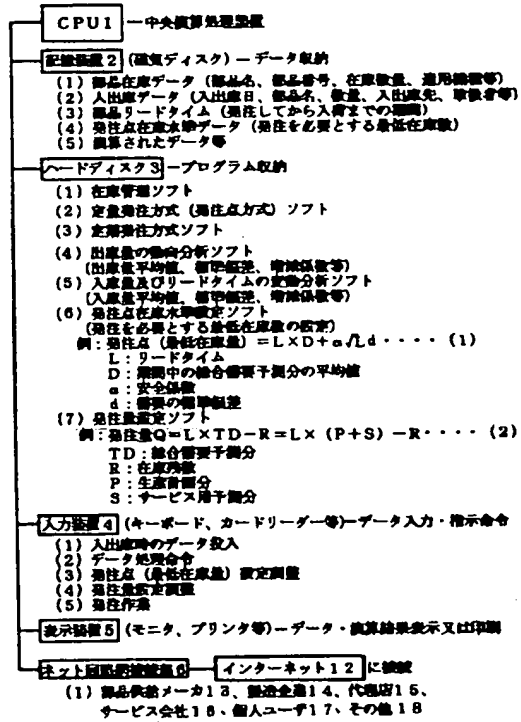 CPU1 ー中央演算処理装置
記憶装置2 (磁気ディスク) ーデータ収納
(1) 部品在庫データ (部品名、部品番号、在庫数量、適用機種等)
(2) 入出庫データ (入出庫日、部品名、数量、入出庫先、取扱者等)
(3) 部品リードタイム (発注してから入荷までの期間)
(4) 発注点在庫水準データ (発注を必要とする最低在庫数)
(5) 演算されたデータ等
ハードディスク3 ープログラム収納
(1) 在庫管理ソフト
(2) 定量発注方式 (発注点方式) ソフト
(3) 定期発注方式ソフト
(4) 出庫量の動向分析ソフト
(出庫量平均値、標準偏差、増減係数等)
(5) 入庫量及びリードタイムの変動分析ソフト
(入庫量平均値、標準偏差、増減係数等)
(6) 発注点在庫水準設定ソフト
(発注を必要とする最低在庫数の設定)
例:発注点 (最低在庫量) =L×D+α√Ld・・・・ (1)
L:リードタイム
D:期間中の総合需要予測分の平均値
α:安全係数
d:需要の標準偏差
(7) 発注量設定ソフト
例:発注量Q=L×TD−R=L× (P+S) −R・・・・ (2)
TD:総合需要予測分
R:在庫残数
P:生産計画分
S:サービス用予測分
入力装置4 (キーボード、カードリーダー等)ーデータ入力・指示命令
(1) 入出庫時のデータ投入
(2) データ処理命令
(3) 発注点 (最低在庫量) 設定調整
(4) 発注量設定調整
(5) 発注作業
表示装置5 (モニタ、プリンタ等) ーデータ・演算結果表示又は印刷
ネット回路網接続器6 インターネット12 に接続
(1) 部品供給メーカ13、製造企業14、代理店15、
サービス会社16、個人ユーザ17、その他18